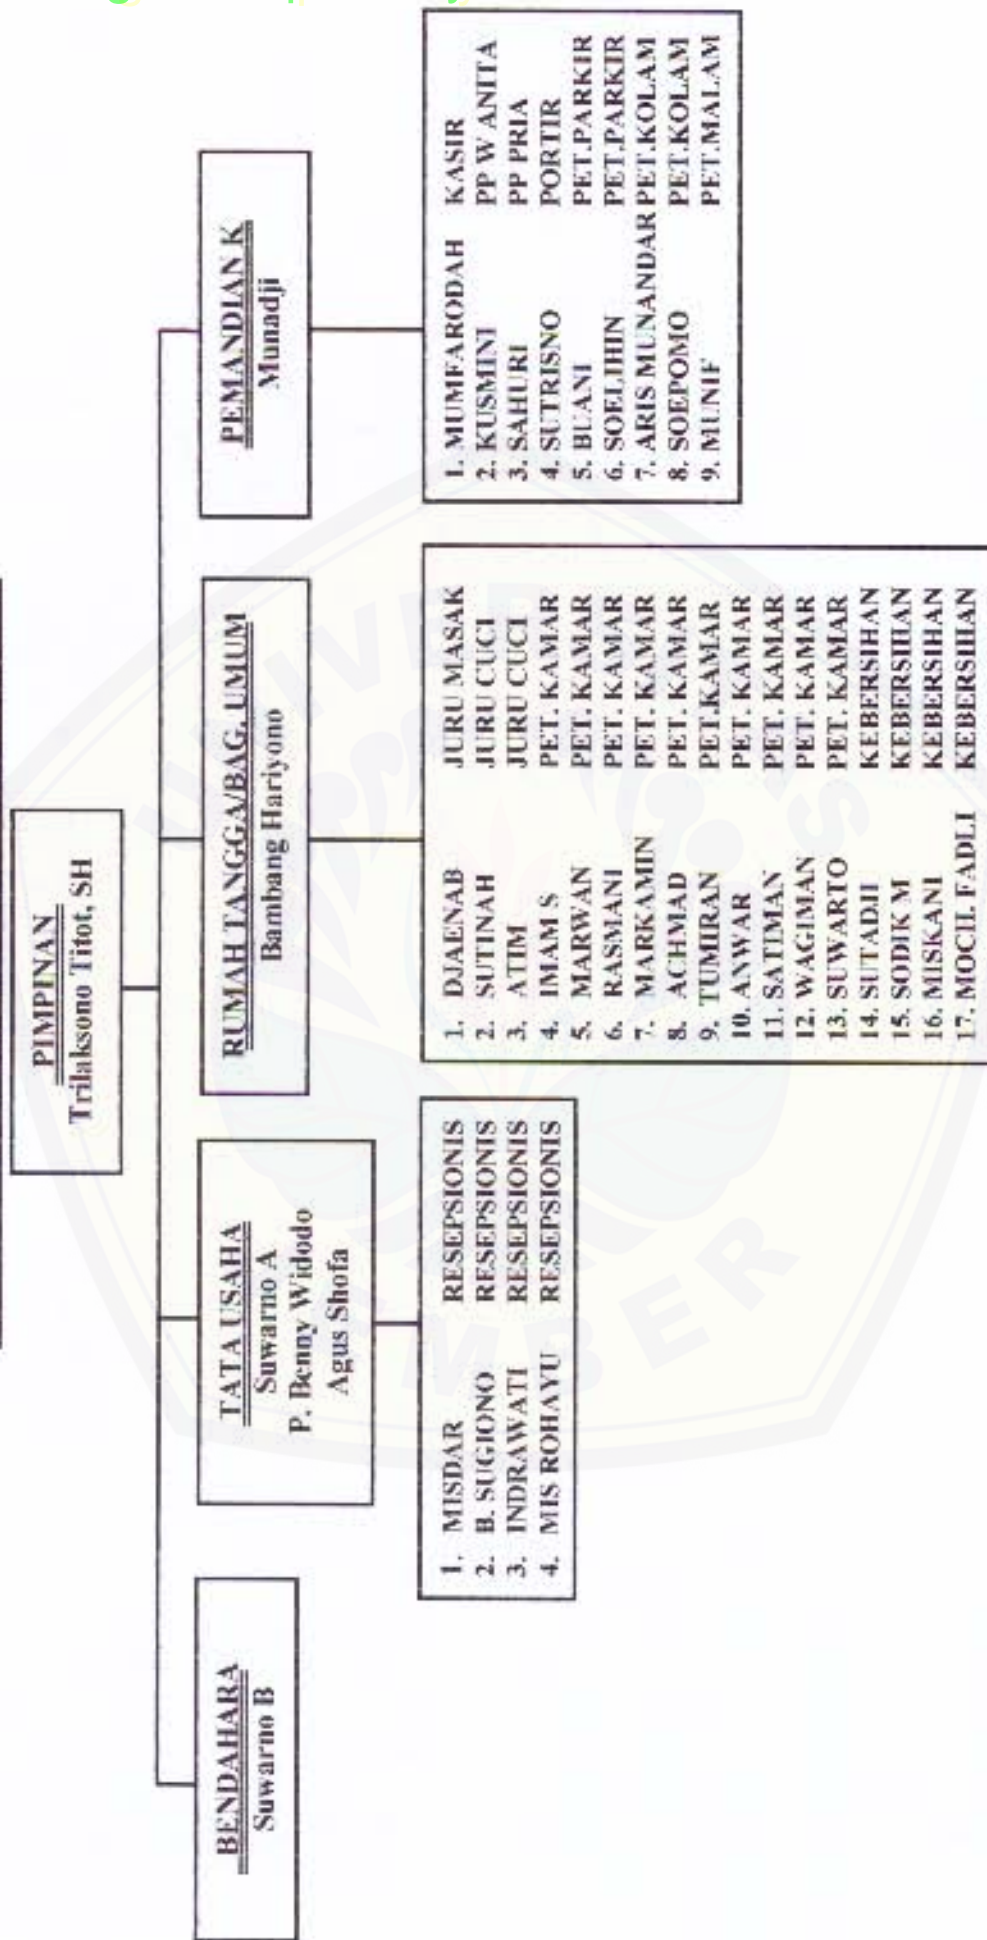 PIMPINAN
Trilaksono Titot, SH
BENDAHARA
Suwarno B
TATA USAHA
Suwarno A
P. Benny Widodo
Agus Shofa
RUMAH TANGGA/BAG. UMUM
Bambang Hariyono
PEMANDIAN K
Munadji
1. MISDAR RESEPSIONIS
2. B. SUGIONO RESEPSIONIS
3. INDRAWATI RESEPSIONIS
4. MIS ROHAYU RESEPSIONIS
1. DJAENAB JURU MASAK
2. SUTINAH JURU CUCI
3. ATIM JURU CUCI
4. IMAM S PET. KAMAR
5. MARWAN PET. KAMAR
6. RASMANI PET. KAMAR
7. MARKAMIN PET. KAMAR
8. ACHMAD PET. KAMAR
9. TUMIRAN PET.KAMAR
10. ANWAR PET. KAMAR
11. SATIMAN PET. KAMAR
12. WAGIMAN PET. KAMAR
13. SUWARTO PET. KAMAR
14. SUTADJI KEBERSIHAN
15. SODIK M KEBERSIHAN
16. MISKANI KEBERSIHAN
17. MOCH. FADLI KEBERSIHAN
1. MUMFARODAH KASIR
2. KUSMINI PP W ANITA
3. SAHURI PP PRIA
4. SUTRISNO PORTIR
5. BUANI PET.PARKIR
6. SOELIHIN PET.PARKIR
7. ARIS MUNANDAR PET.KOLAM
8. SOEPOMO PET.KOLAM
9. MUNIF PET.MALAM